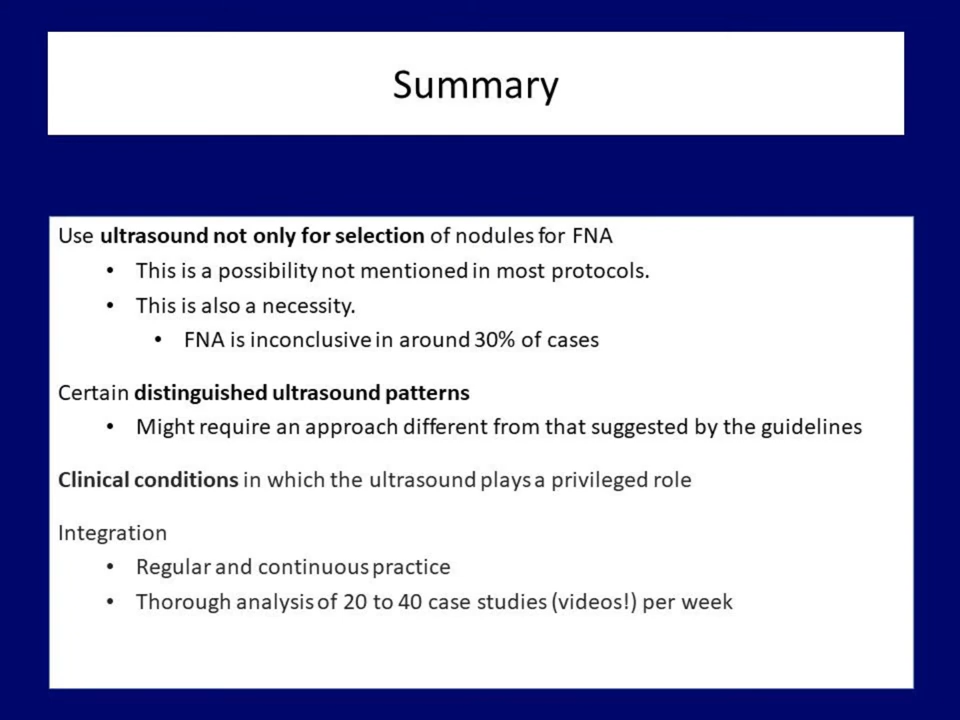 Summary
Use ultrasound not only for selection of nodules for FNA
• This is a possibility not mentioned in most protocols.
• This is also a necessity.
• FNA is inconclusive in around 30% of cases
Certain distinguished ultrasound patterns
• Might require an approach different from that suggested by the guidelines
Clinical conditions in which the ultrasound plays a privileged role
Integration
• Regular and continuous practice
• Thorough analysis of 20 to 40 case studies (videos!) per week